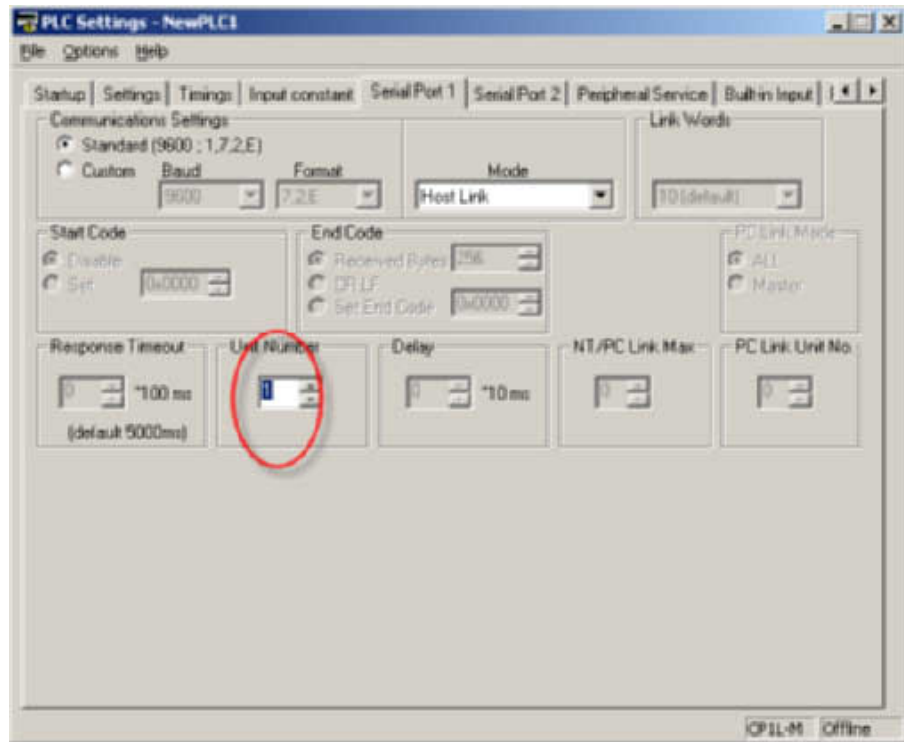 PLC Settings - NewPLC1
File Options Help
Startup Settings Timings Input constant Serial Port 1 Serial Port 2 Peripheral Service Built-in Input
Communications Settings
Link Words
Standard (9600 ; 1,7,2,E)
Custom Baud Format Mode
9600 7,2,E Host Link 10 (default)
Start Code End Code PC Link Mode
Disable Received Bytes 256 ALL
Set 0x0000 CR,LF Master
Set End Code 0x0000
Response Timeout Unit Number Delay NT/PC Link Max PC Link Unit No.
0 *100 ms 1 0 *10 ms 0 0
(default 5000ms)
CP1L-M Offline